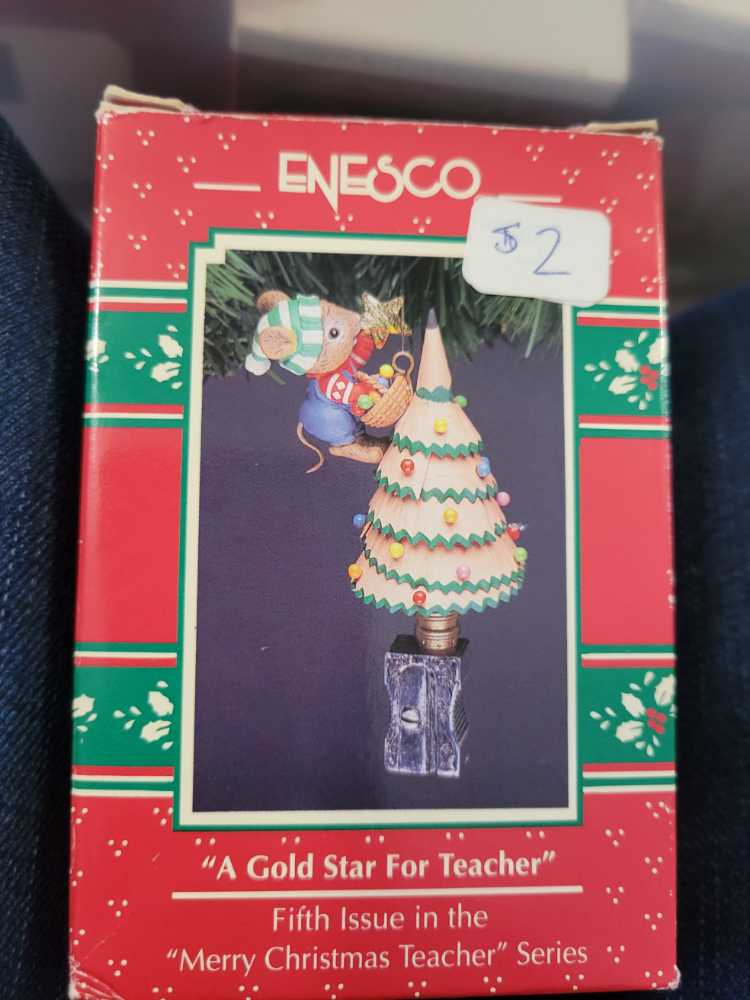 ENESCO
$2
"A Gold Star For Teacher"
Fifth Issue in the
"Merry Christmas Teacher" Series